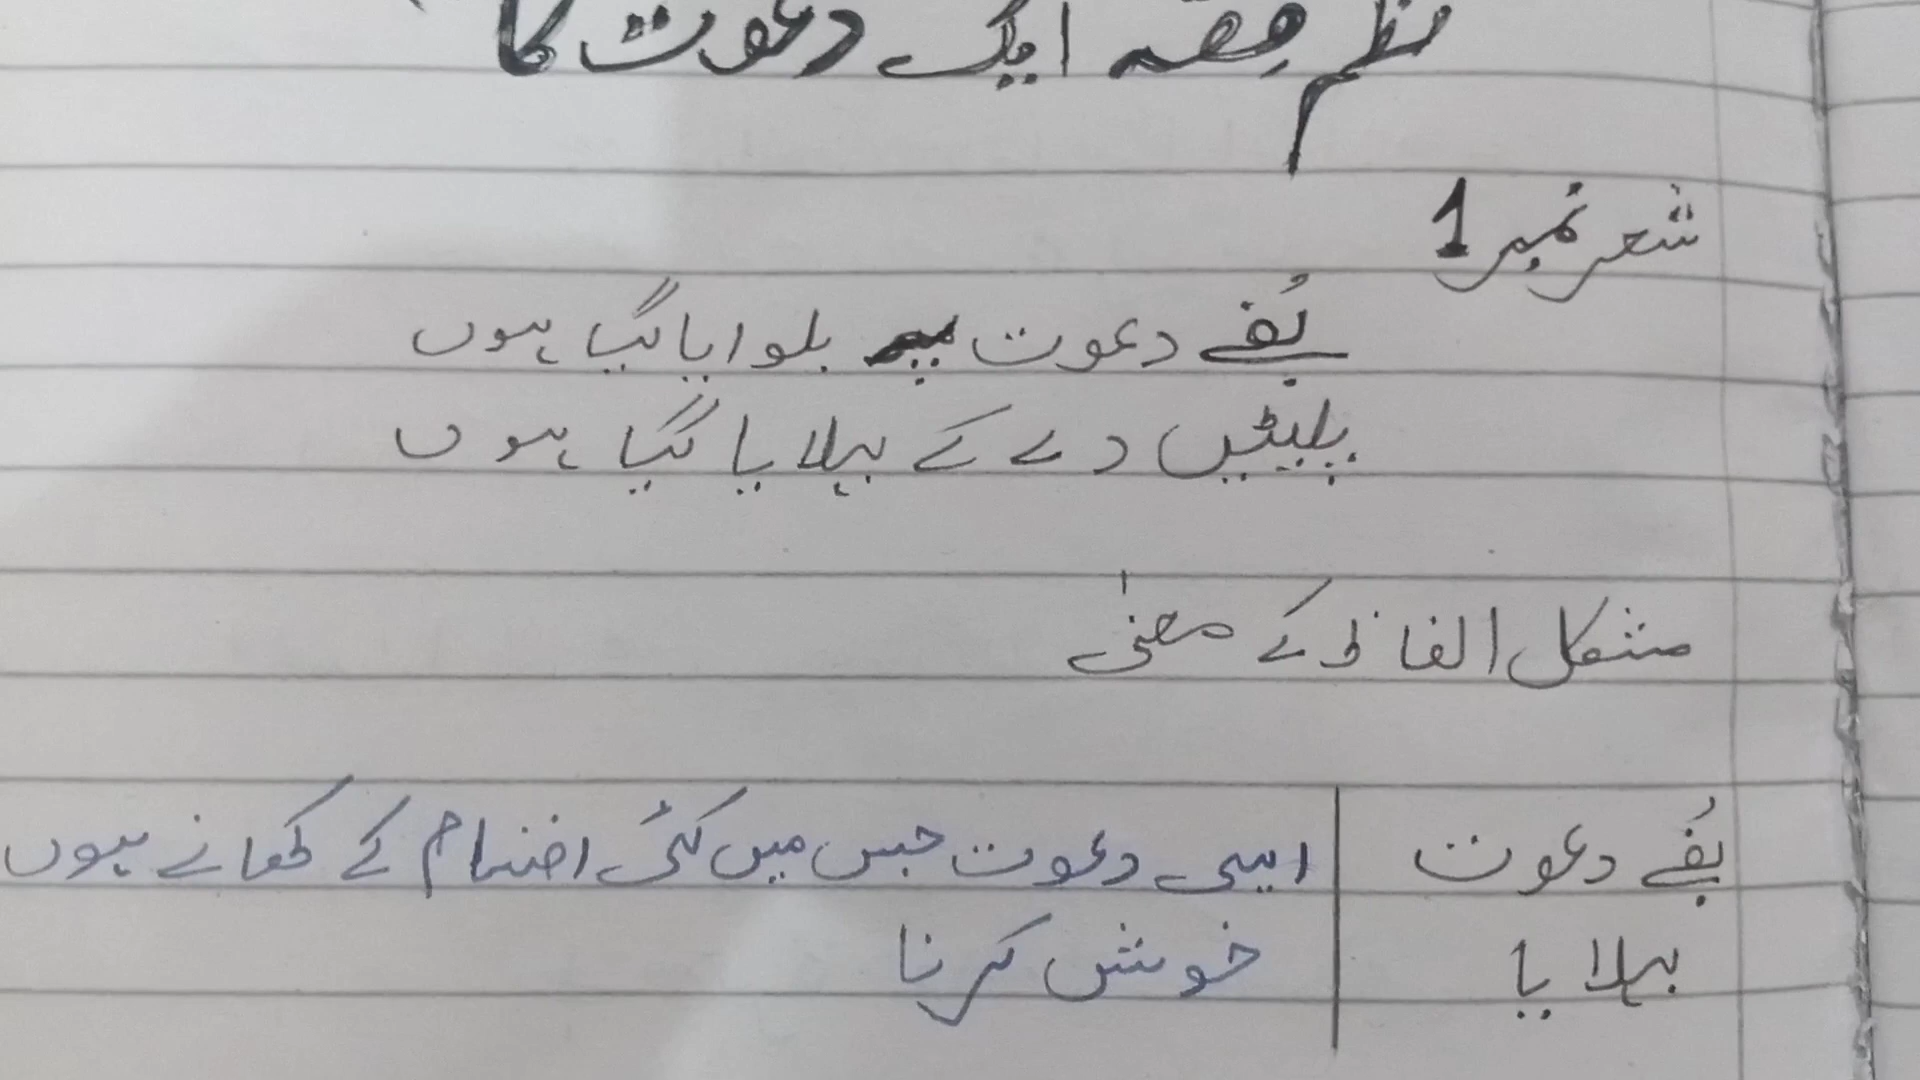 نظم قصہ ایک دعوت کا
شعر نمبر 1
بُفے دعوت پہ بلوایا گیا ہوں
پلیٹیں دے کے بہلایا گیا ہوں
مشکل الفاظ کے معنیٰ
بُفے دعوت | ایسی دعوت جس میں کئی اقسام کے کھانے ہوں
بہلایا | خوش کرنا